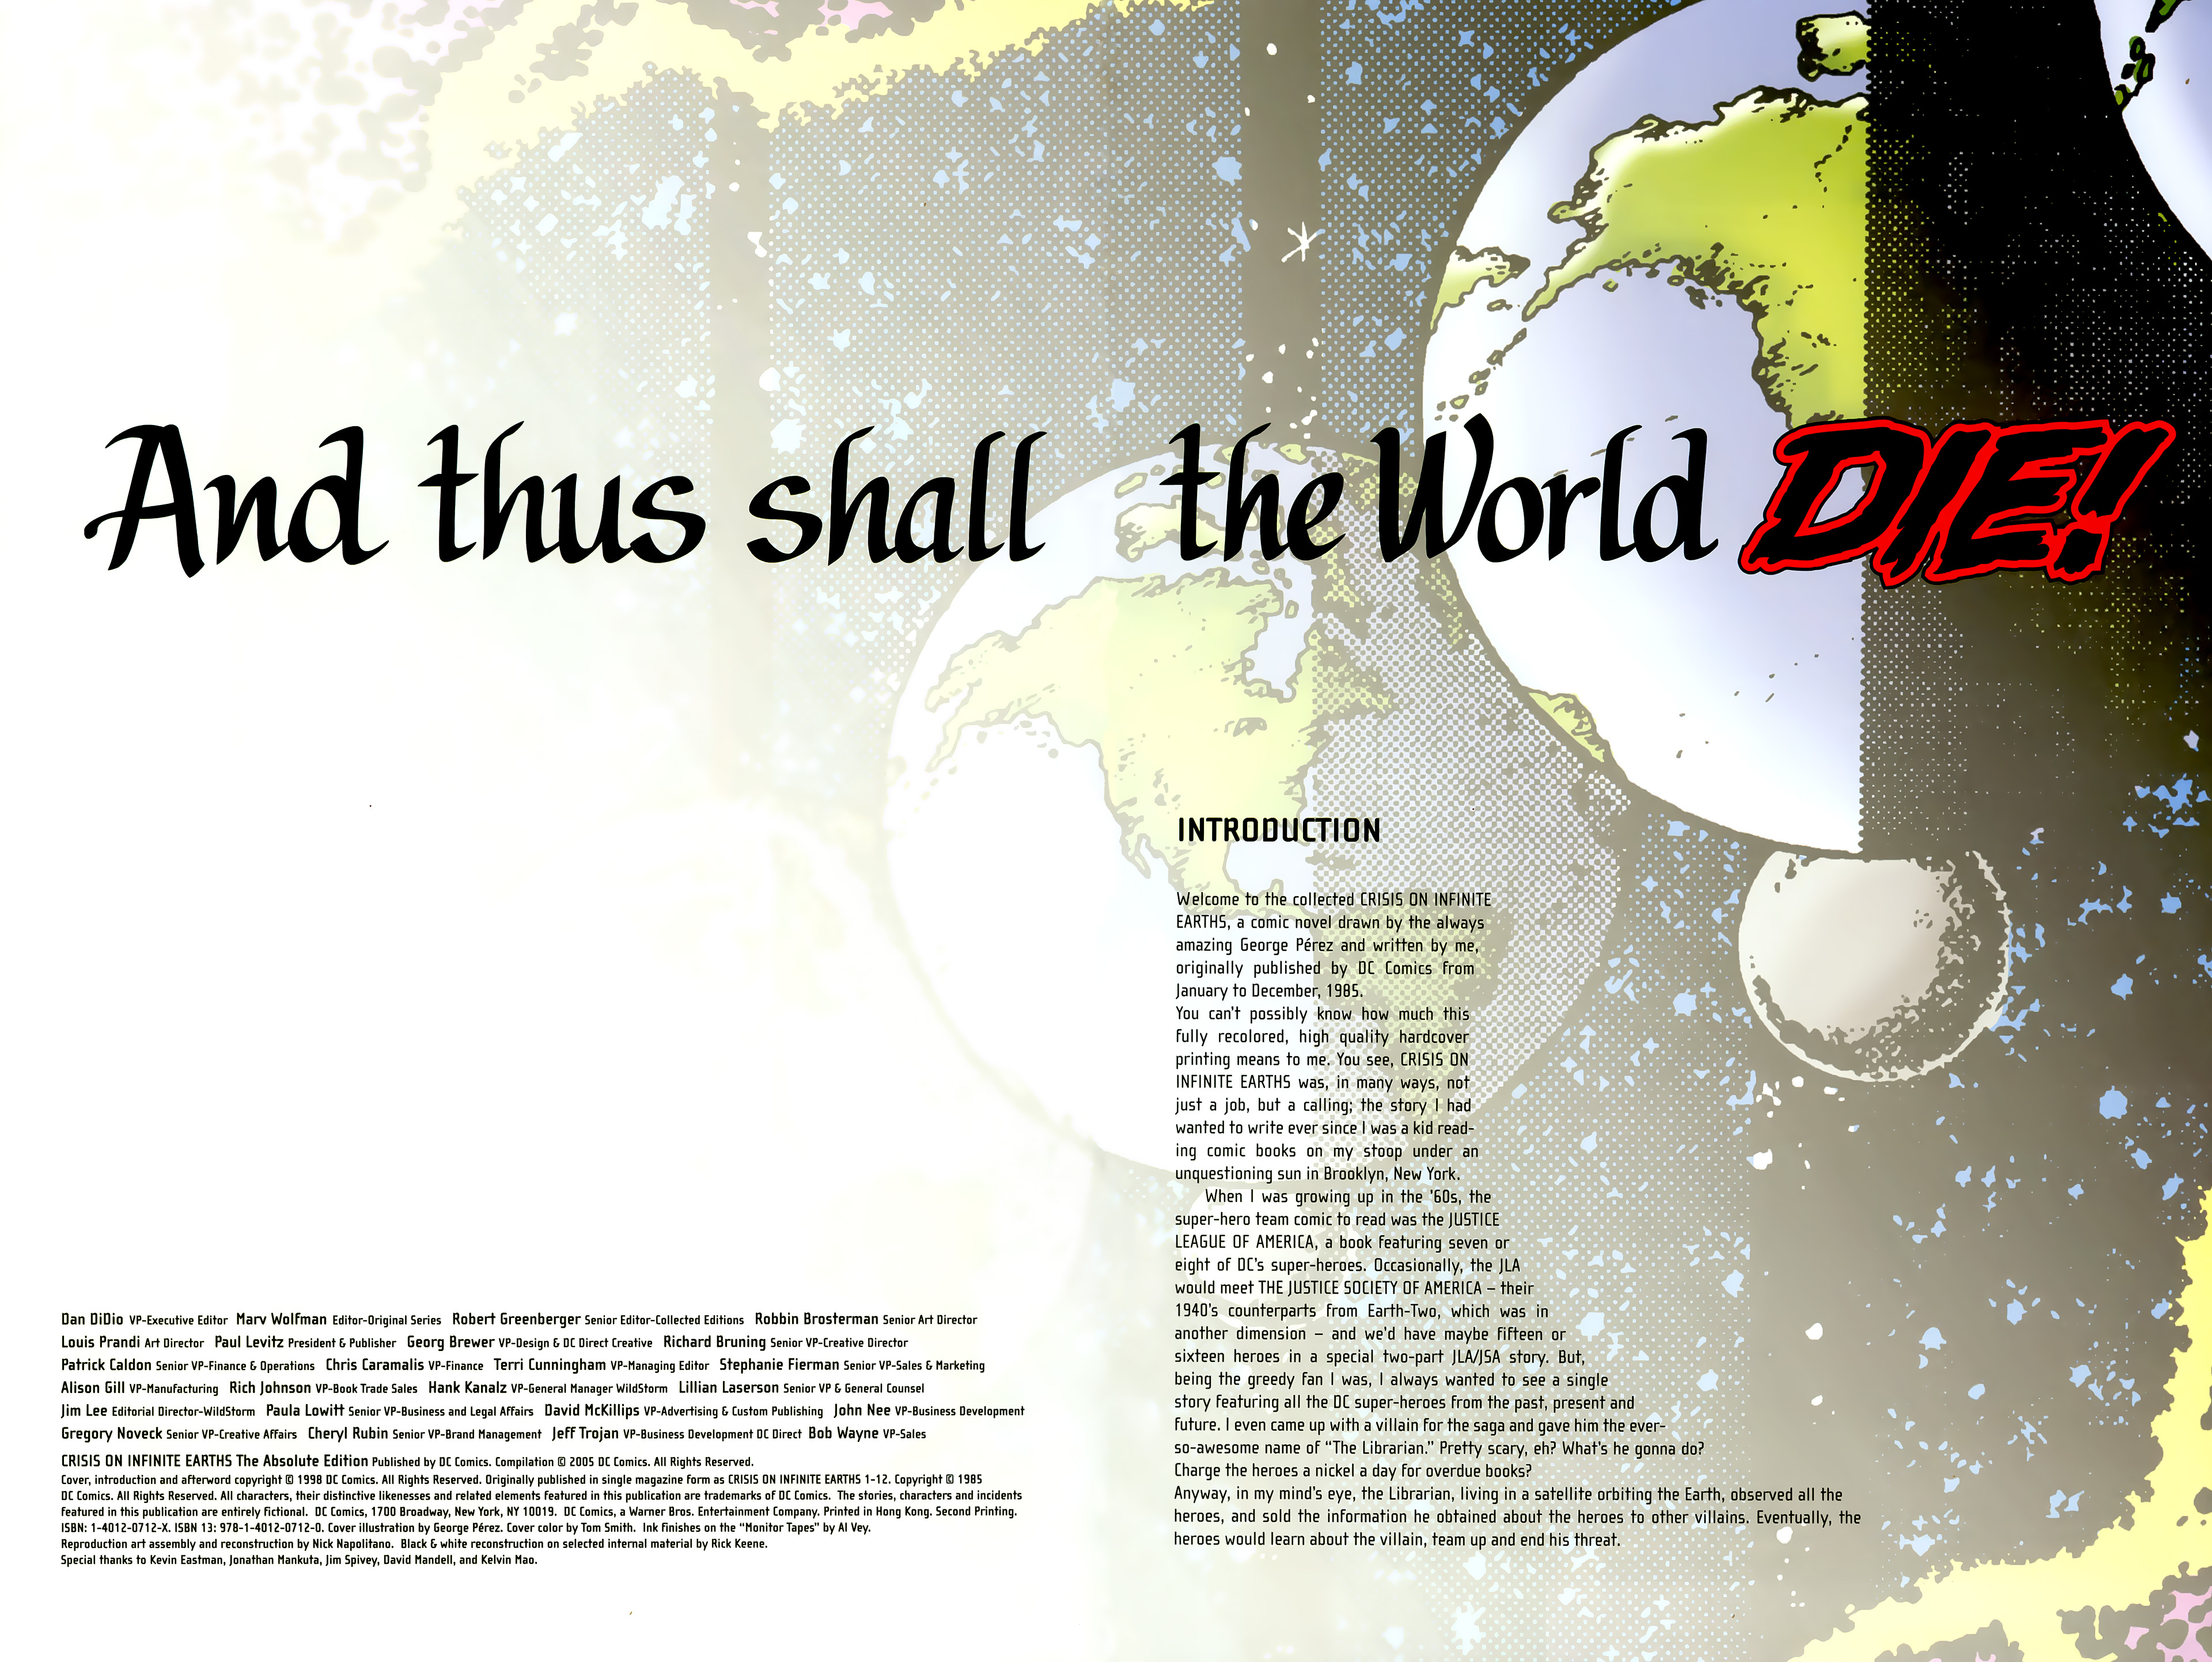 And thus shall the World DIE!
Dan DiDio VP-Executive Editor Marv Wolfman Editor-Original Series Robert Greenberger Senior Editor-Collected Editions Robbin Brosterman Senior Art Director
Louis Prandi Art Director Paul Levitz President & Publisher Georg Brewer VP-Design & DC Direct Creative Richard Bruning Senior VP-Creative Director
Patrick Caldon Senior VP-Finance & Operations Chris Caramalis VP-Finance Terri Cunningham VP-Managing Editor Stephanie Fierman Senior VP-Sales & Marketing
Alison Gill VP-Manufacturing Rich Johnson VP-Book Trade Sales Hank Kanalz VP-General Manager WildStorm Lillian Laserson Senior VP & General Counsel
Jim Lee Editorial Director-WildStorm Paula Lowitt Senior VP-Business and Legal Affairs David McKillips VP-Advertising & Custom Publishing John Nee VP-Business Development
Gregory Noveck Senior VP-Creative Affairs Cheryl Rubin Senior VP-Brand Management Jeff Trojan VP-Business Development DC Direct Bob Wayne VP-Sales
CRISIS ON INFINITE EARTHS The Absolute Edition Published by DC Comics. Compilation © 2005 DC Comics. All Rights Reserved.
Cover, introduction and afterword copyright © 1998 DC Comics. All Rights Reserved. Originally published in single magazine form as CRISIS ON INFINITE EARTHS 1-12. Copyright © 1985
DC Comics. All Rights Reserved. All characters, their distinctive likenesses and related elements featured in this publication are trademarks of DC Comics. The stories, characters and incidents
featured in this publication are entirely fictional. DC Comics, 1700 Broadway, New York, NY 10019. DC Comics, a Warner Bros. Entertainment Company. Printed in Hong Kong. Second Printing.
ISBN: 1-4012-0712-X. ISBN 13: 978-1-4012-0712-0. Cover illustration by George Pérez. Cover color by Tom Smith. Ink finishes on the “Monitor Tapes” by Al Vey.
Reproduction art assembly and reconstruction by Nick Napolitano. Black & white reconstruction on selected internal material by Rick Keene.
Special thanks to Kevin Eastman, Jonathan Mankuta, Jim Spivey, David Mandell, and Kelvin Mao.
INTRODUCTION
Welcome to the collected CRISIS ON INFINITE
EARTHS, a comic novel drawn by the always
amazing George Pérez and written by me,
originally published by DC Comics from
January to December, 1985.
You can't possibly know how much this
fully recolored, high quality hardcover
printing means to me. You see, CRISIS ON
INFINITE EARTHS was, in many ways, not
just a job, but a calling; the story I had
wanted to write ever since I was a kid read-
ing comic books on my stoop under an
unquestioning sun in Brooklyn, New York.
When I was growing up in the '60s, the
super-hero team comic to read was the JUSTICE
LEAGUE OF AMERICA, a book featuring seven or
eight of DC's super-heroes. Occasionally, the JLA
would meet THE JUSTICE SOCIETY OF AMERICA – their
1940's counterparts from Earth-Two, which was in
another dimension – and we'd have maybe fifteen or
sixteen heroes in a special two-part JLA/JSA story. But,
being the greedy fan I was, I always wanted to see a single
story featuring all the DC super-heroes from the past, present and
future. I even came up with a villain for the saga and gave him the ever-
so-awesome name of “The Librarian.” Pretty scary, eh? What's he gonna do?
Charge the heroes a nickel a day for overdue books?
Anyway, in my mind's eye, the Librarian, living in a satellite orbiting the Earth, observed all the
heroes, and sold the information he obtained about the heroes to other villains. Eventually, the
heroes would learn about the villain, team up and end his threat.